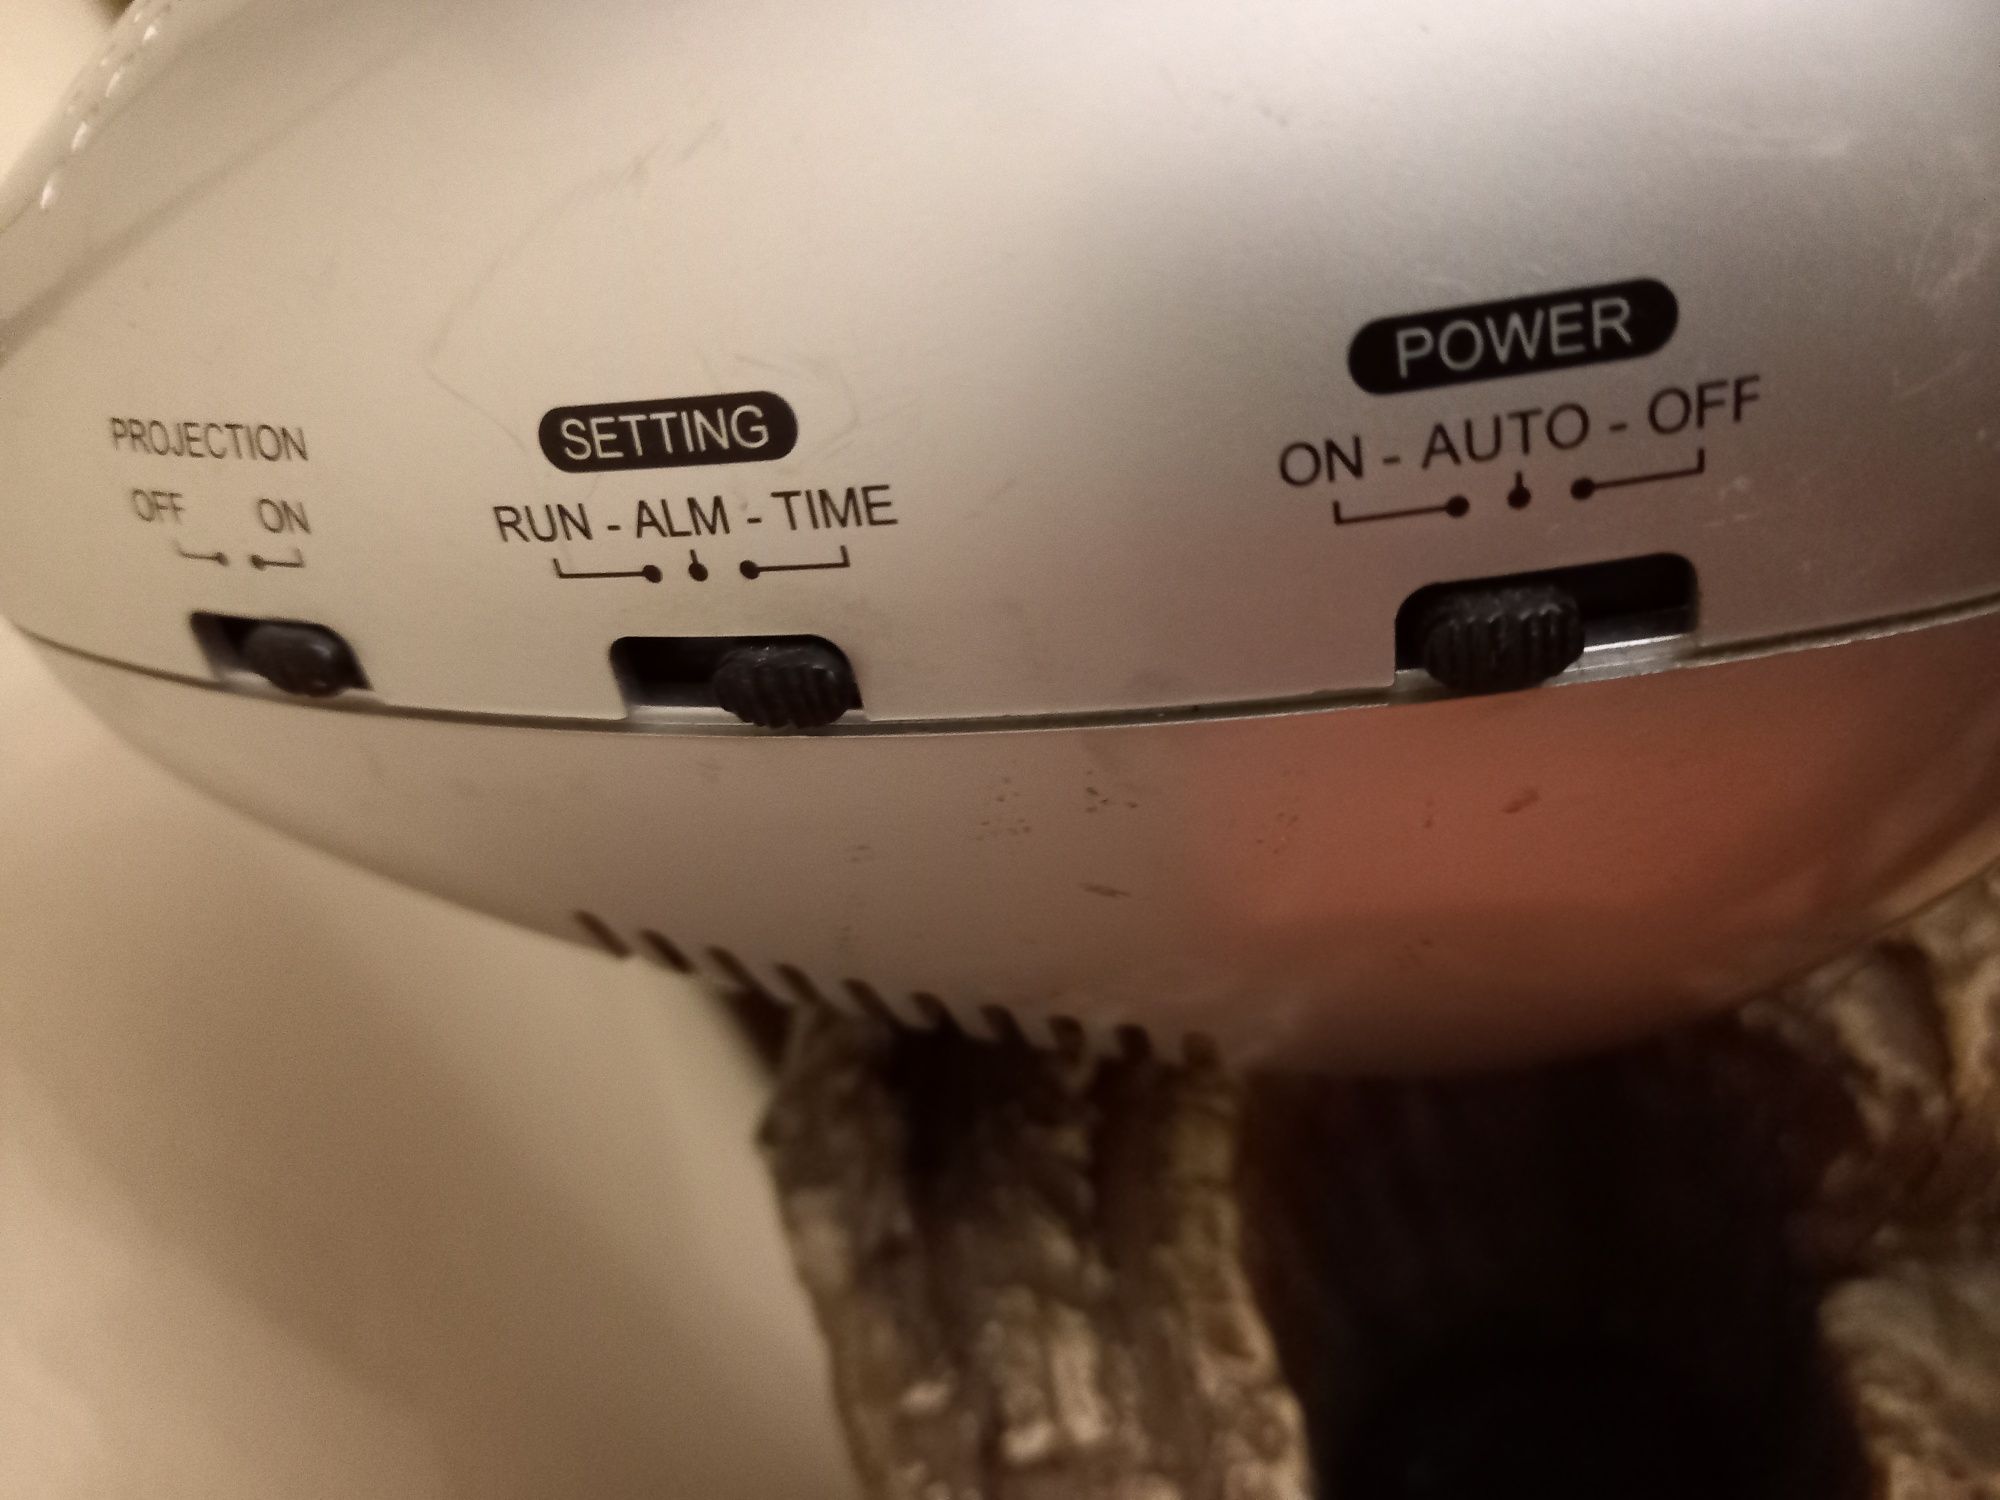 PROJECTION
OFF ON
SETTING
RUN - ALM - TIME
POWER
ON - AUTO - OFF